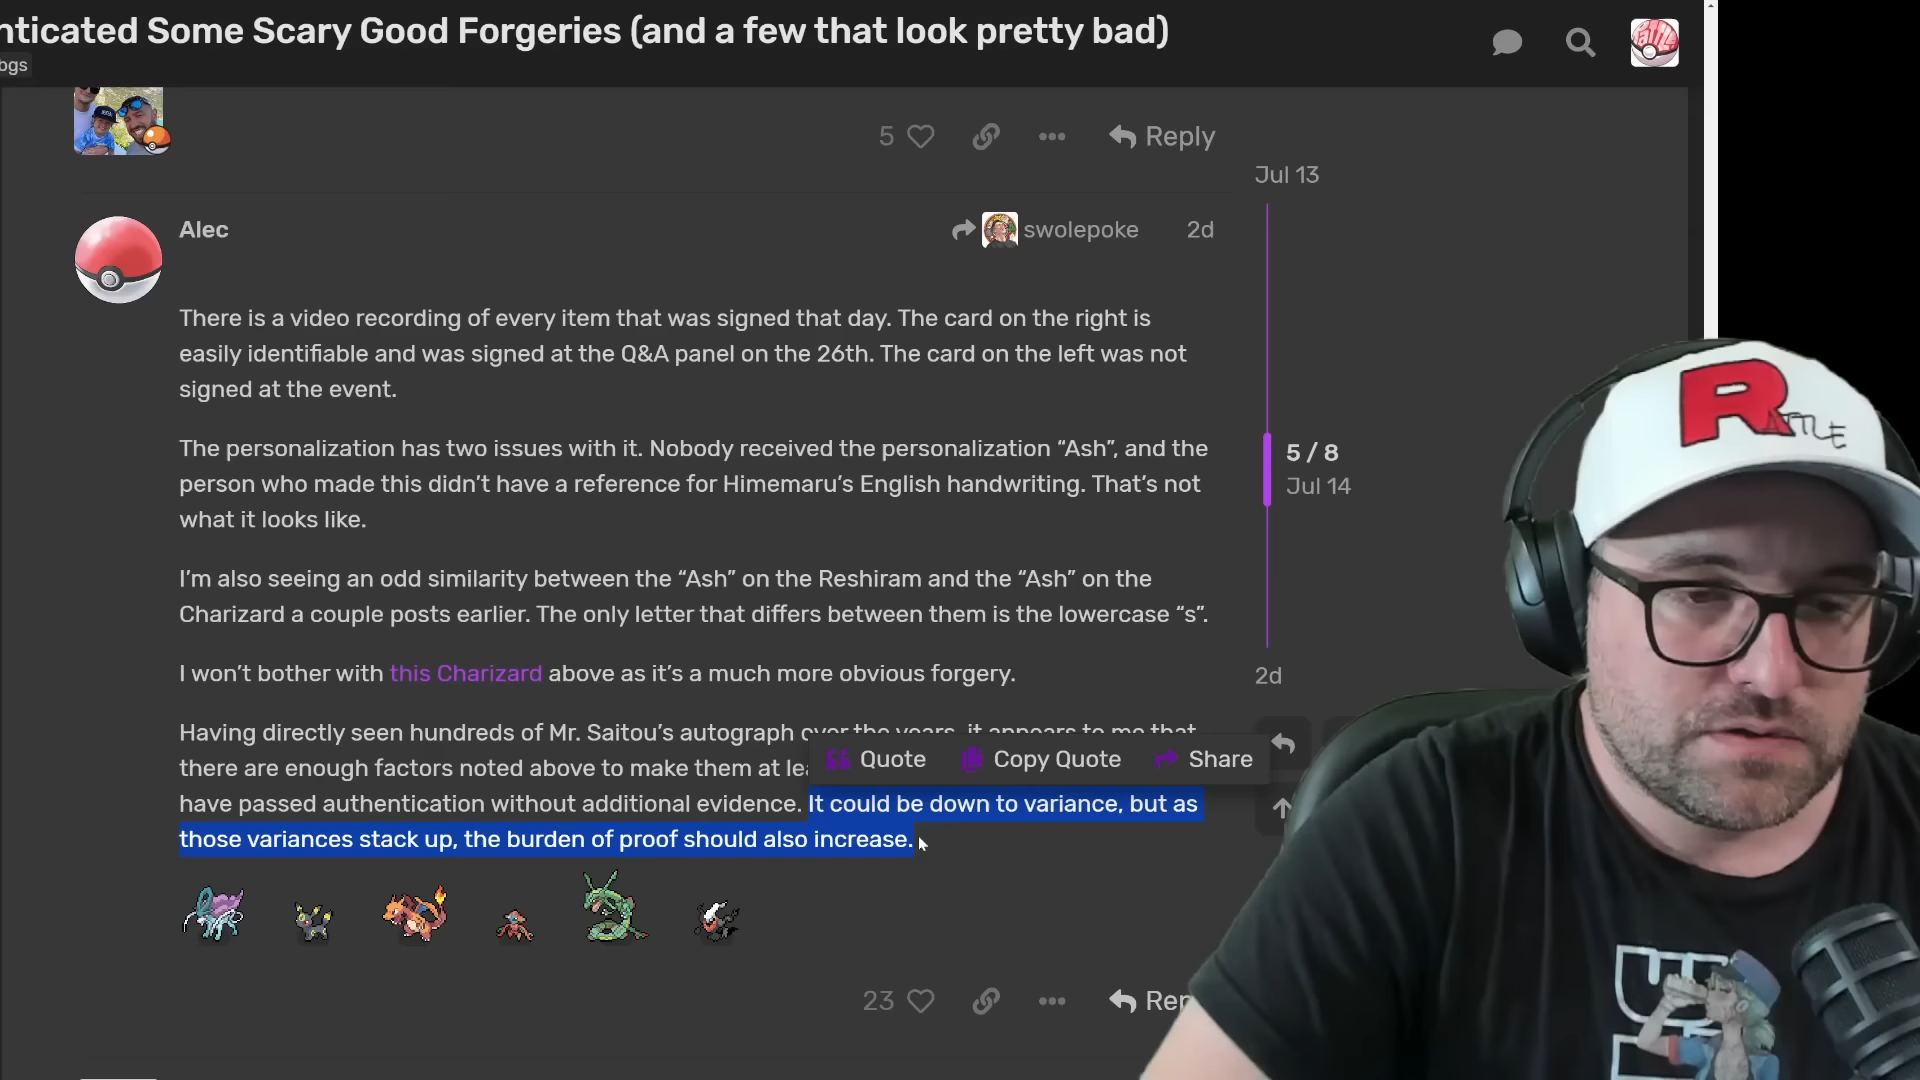 nticated Some Scary Good Forgeries (and a few that look pretty bad)
bgs
5
Reply
Jul 13
Alec
swolepoke
2d
There is a video recording of every item that was signed that day. The card on the right is
easily identifiable and was signed at the Q&A panel on the 26th. The card on the left was not
signed at the event.
The personalization has two issues with it. Nobody received the personalization “Ash”, and the
person who made this didn’t have a reference for Himemaru’s English handwriting. That’s not
what it looks like.
5 / 8
Jul 14
I’m also seeing an odd similarity between the “Ash” on the Reshiram and the “Ash” on the
Charizard a couple posts earlier. The only letter that differs between them is the lowercase “s”.
I won’t bother with this Charizard above as it’s a much more obvious forgery.
2d
Having directly seen hundreds of Mr. Saitou’s autograph over the years, it appears to me that
there are enough factors noted above to make them at
Quote
Copy Quote
Share
have passed authentication without additional evidence. It could be down to variance, but as
those variances stack up, the burden of proof should also increase.
23
R